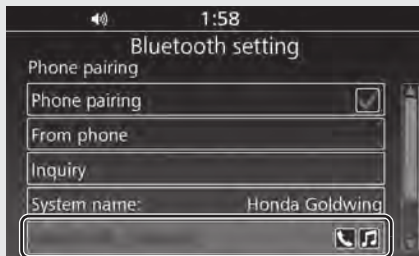 1:58
Bluetooth setting
Phone pairing
Phone pairing
From phone
Inquiry
System name: Honda Goldwing